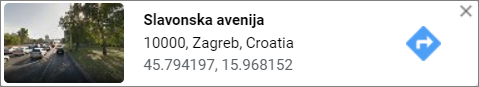 Slavonska avenija
10000, Zagreb, Croatia
45.794197, 15.968152